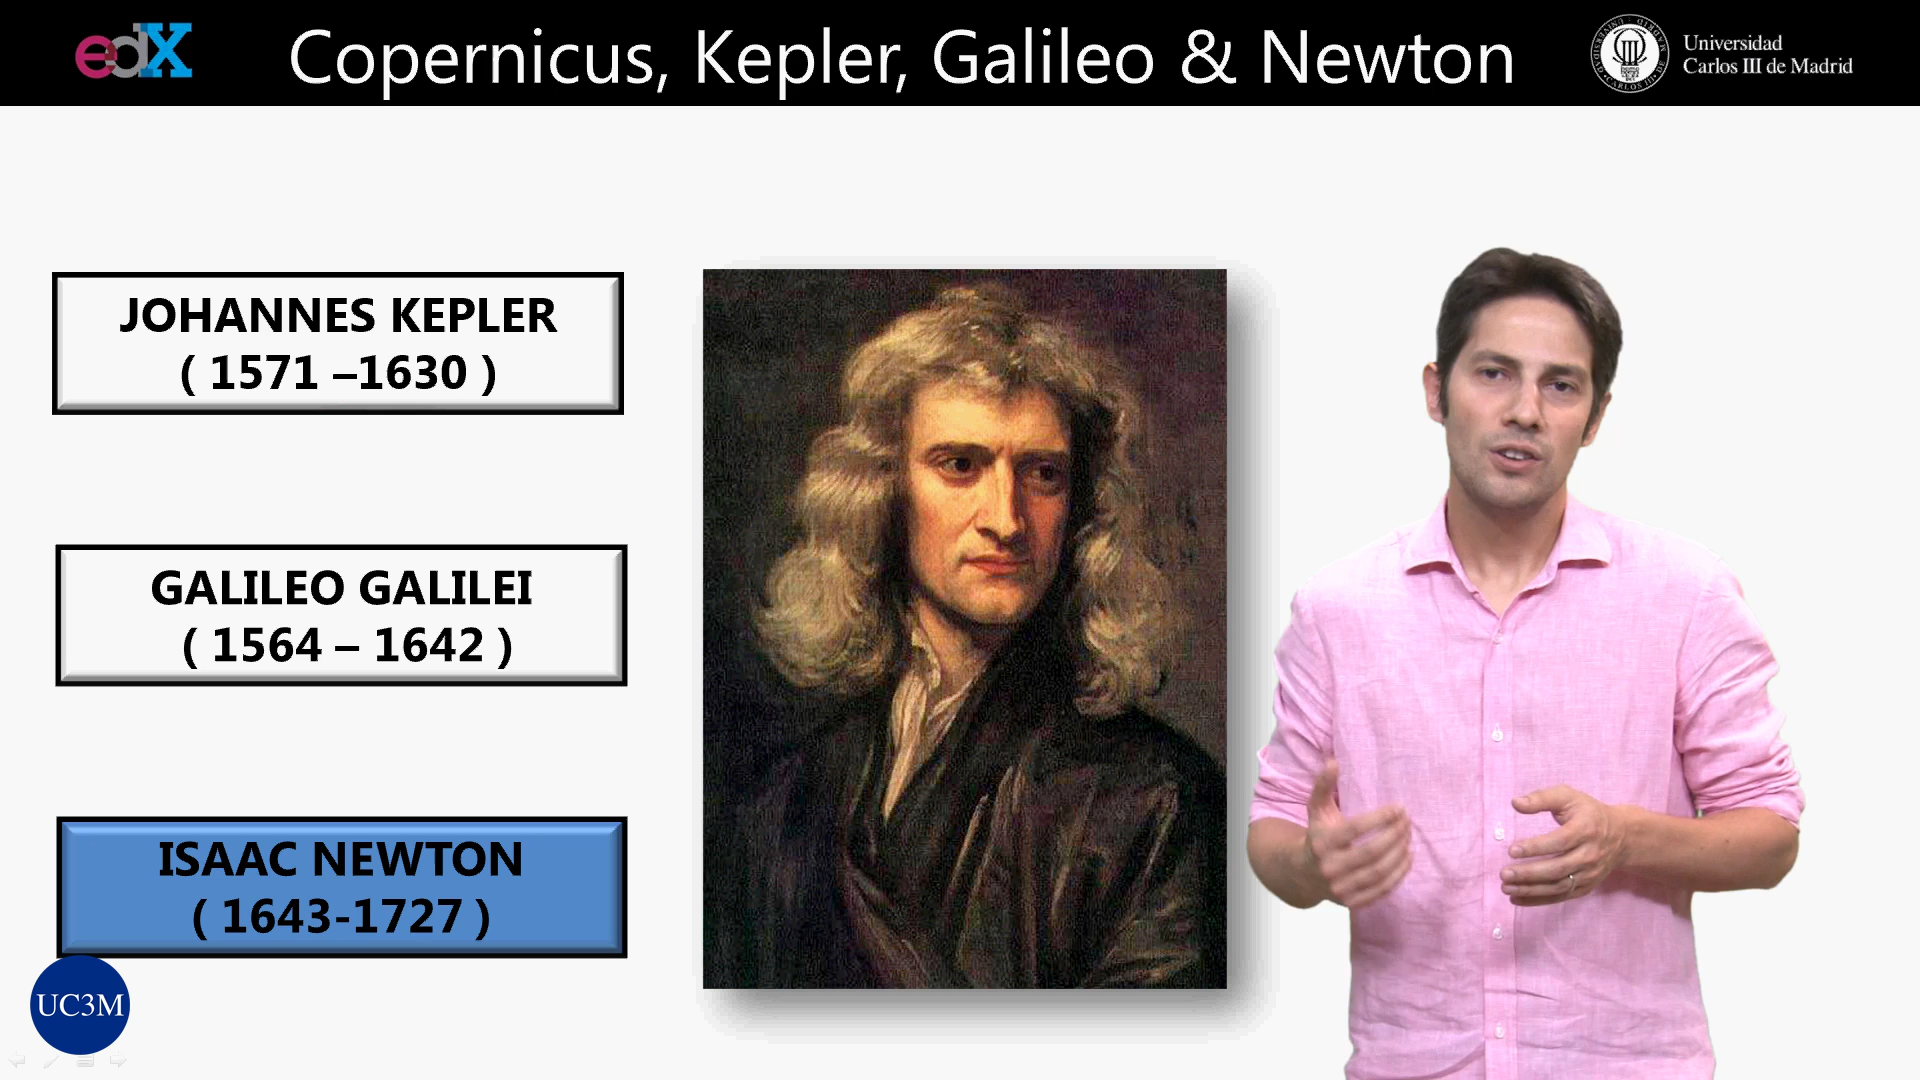 edX
Copernicus, Kepler, Galileo & Newton
Universidad
Carlos III de Madrid
JOHANNES KEPLER
( 1571 –1630 )
GALILEO GALILEI
( 1564 – 1642 )
ISAAC NEWTON
( 1643-1727 )
UC3M